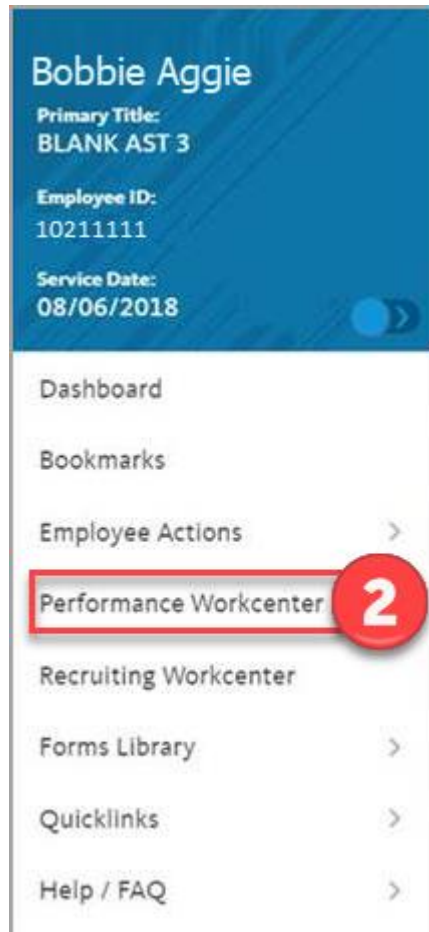 Bobbie Aggie
Primary Title:
BLANK AST 3
Employee ID:
10211111
Service Date:
08/06/2018
Dashboard
Bookmarks
Employee Actions
Performance Workcenter 2
Recruiting Workcenter
Forms Library
Quicklinks
Help / FAQ